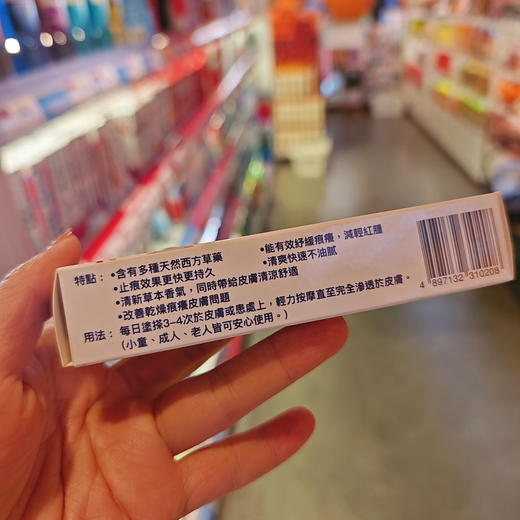 特點：•含有多種天然西方草藥 •能有效紓緩痕癢，減輕紅腫
•止痕效果更快更持久 •清爽快速不油膩
•清新草本香氣，同時帶給皮膚清涼舒適
•改善乾燥痕癢皮膚問題
用法：每日塗搽3-4次於皮膚或患處上，輕力按摩直至完全滲透於皮膚。
(小童、成人、老人皆可安心使用。)
4 897132 310208